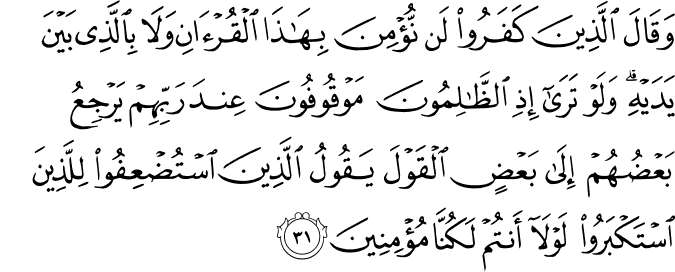 وَقَالَ ٱلَّذِينَ كَفَرُوا۟ لَن نُّؤْمِنَ بِهَـٰذَا ٱلْقُرْءَانِ وَلَا بِٱلَّذِى بَيْنَ
يَدَيْهِ ۗ وَلَوْ تَرَىٰٓ إِذِ ٱلظَّـٰلِمُونَ مَوْقُوفُونَ عِندَ رَبِّهِمْ يَرْجِعُ
بَعْضُهُمْ إِلَىٰ بَعْضٍ ٱلْقَوْلَ يَقُولُ ٱلَّذِينَ ٱسْتُضْعِفُوا۟ لِلَّذِينَ
ٱسْتَكْبَرُوا۟ لَوْلَآ أَنتُمْ لَكُنَّا مُؤْمِنِينَ ٣١